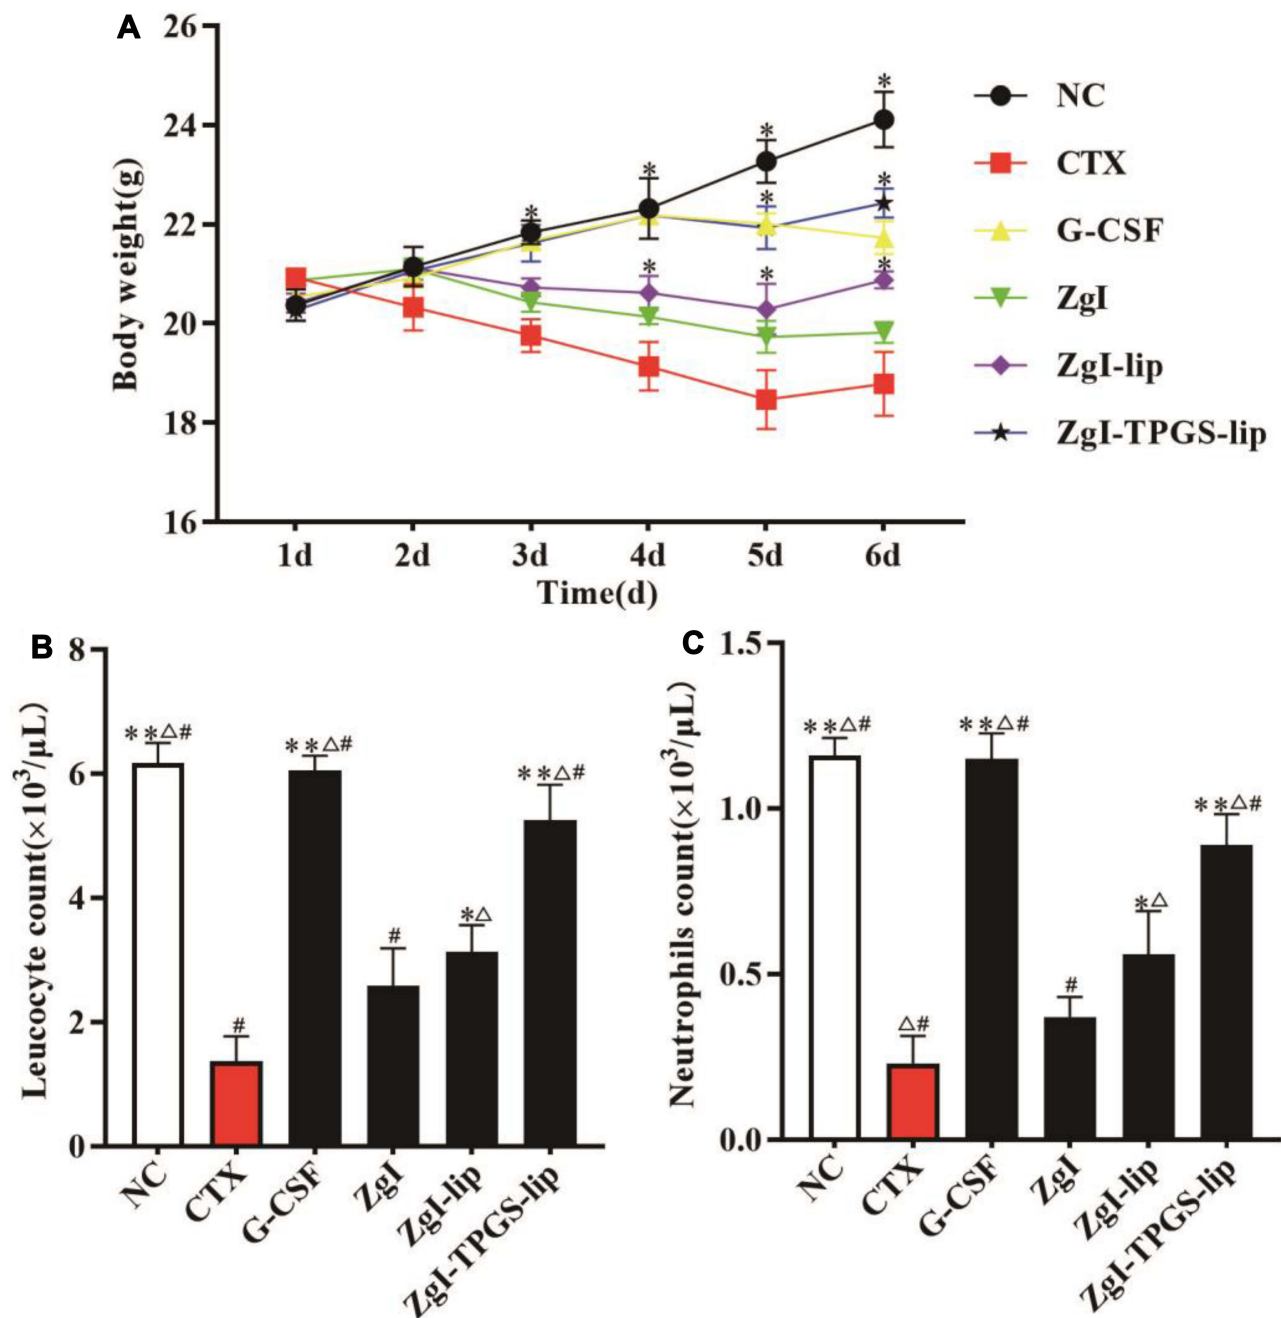 A
26
24
22
20
18
16
Body weight(g)
* * * *
* *
* * *
1d 2d 3d 4d 5d 6d
Time(d)
NC
CTX
G-CSF
ZgI
ZgI-lip
ZgI-TPGS-lip
B
8
6
4
2
0
Leucocyte count(×10³/μL)
**△#
#
**△#
#
*△
**△#
NC
CTX
G-CSF
ZgI
ZgI-lip
ZgI-TPGS-lip
C
1.5
1.0
0.5
0.0
Neutrophils count(×10³/μL)
**△#
△#
**△#
#
*△
**△#
NC
CTX
G-CSF
ZgI
ZgI-lip
ZgI-TPGS-lip